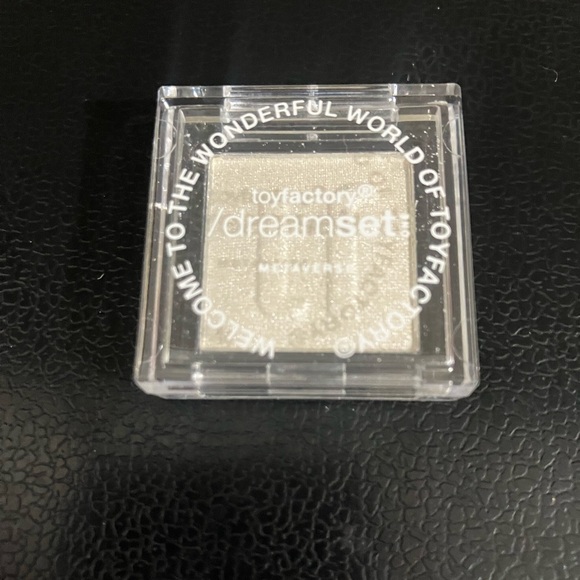 WELCOME TO THE WONDERFUL WORLD OF TOYFACTORY®
toyfactory®
/dreamset:
METAVERSE